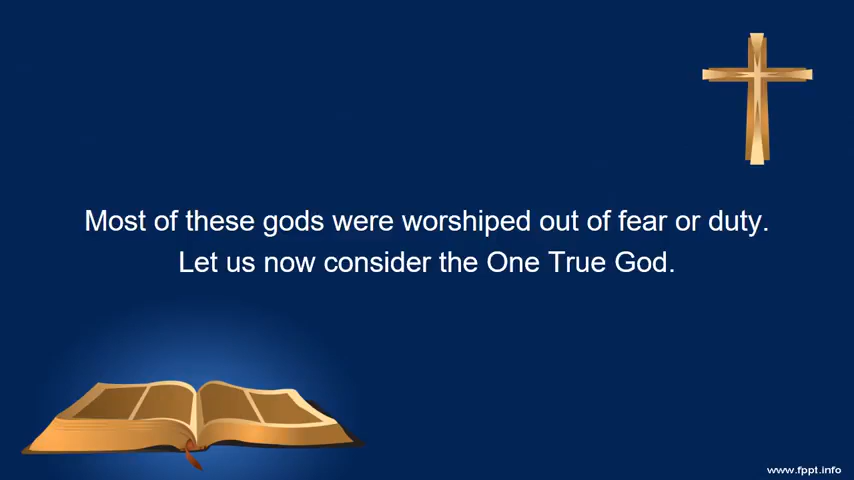 Most of these gods were worshiped out of fear or duty.
Let us now consider the One True God.
www.fppt.info